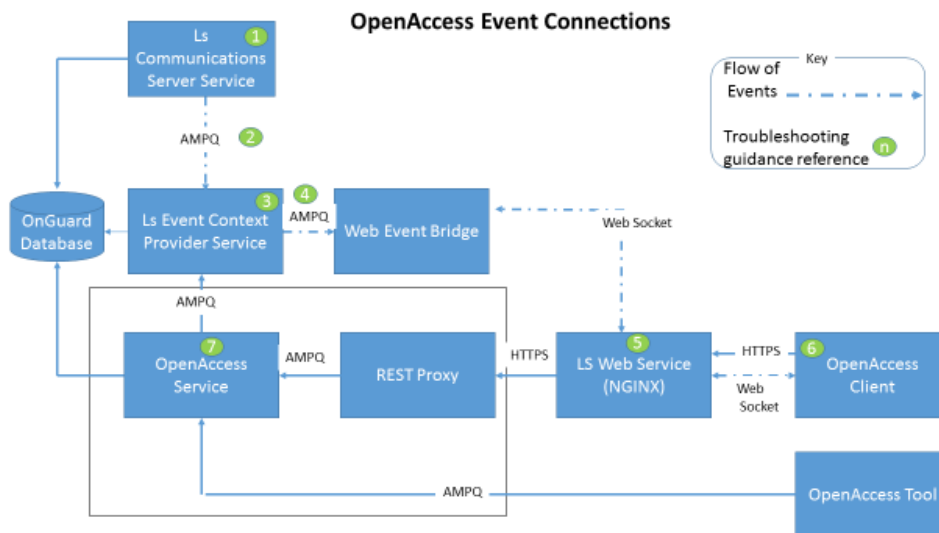 OpenAccess Event Connections
Ls
Communications
Server Service
1
Key
Flow of
Events
Troubleshooting
guidance reference
n
AMPQ
2
OnGuard
Database
Ls Event Context
Provider Service
3
4
AMPQ
Web Event Bridge
Web Socket
AMPQ
7
OpenAccess
Service
AMPQ
REST Proxy
HTTPS
5
LS Web Service
(NGINX)
HTTPS
Web
Socket
6
OpenAccess
Client
AMPQ
OpenAccess Tool